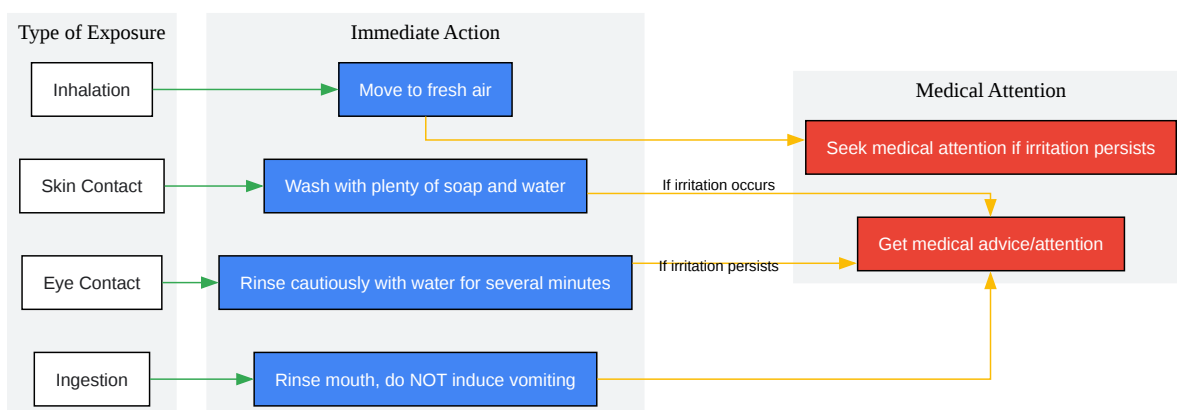 Type of Exposure
Immediate Action
Medical Attention
Inhalation
Move to fresh air
Seek medical attention if irritation persists
Skin Contact
Wash with plenty of soap and water
If irritation occurs
Get medical advice/attention
Eye Contact
Rinse cautiously with water for several minutes
If irritation persists
Ingestion
Rinse mouth, do NOT induce vomiting